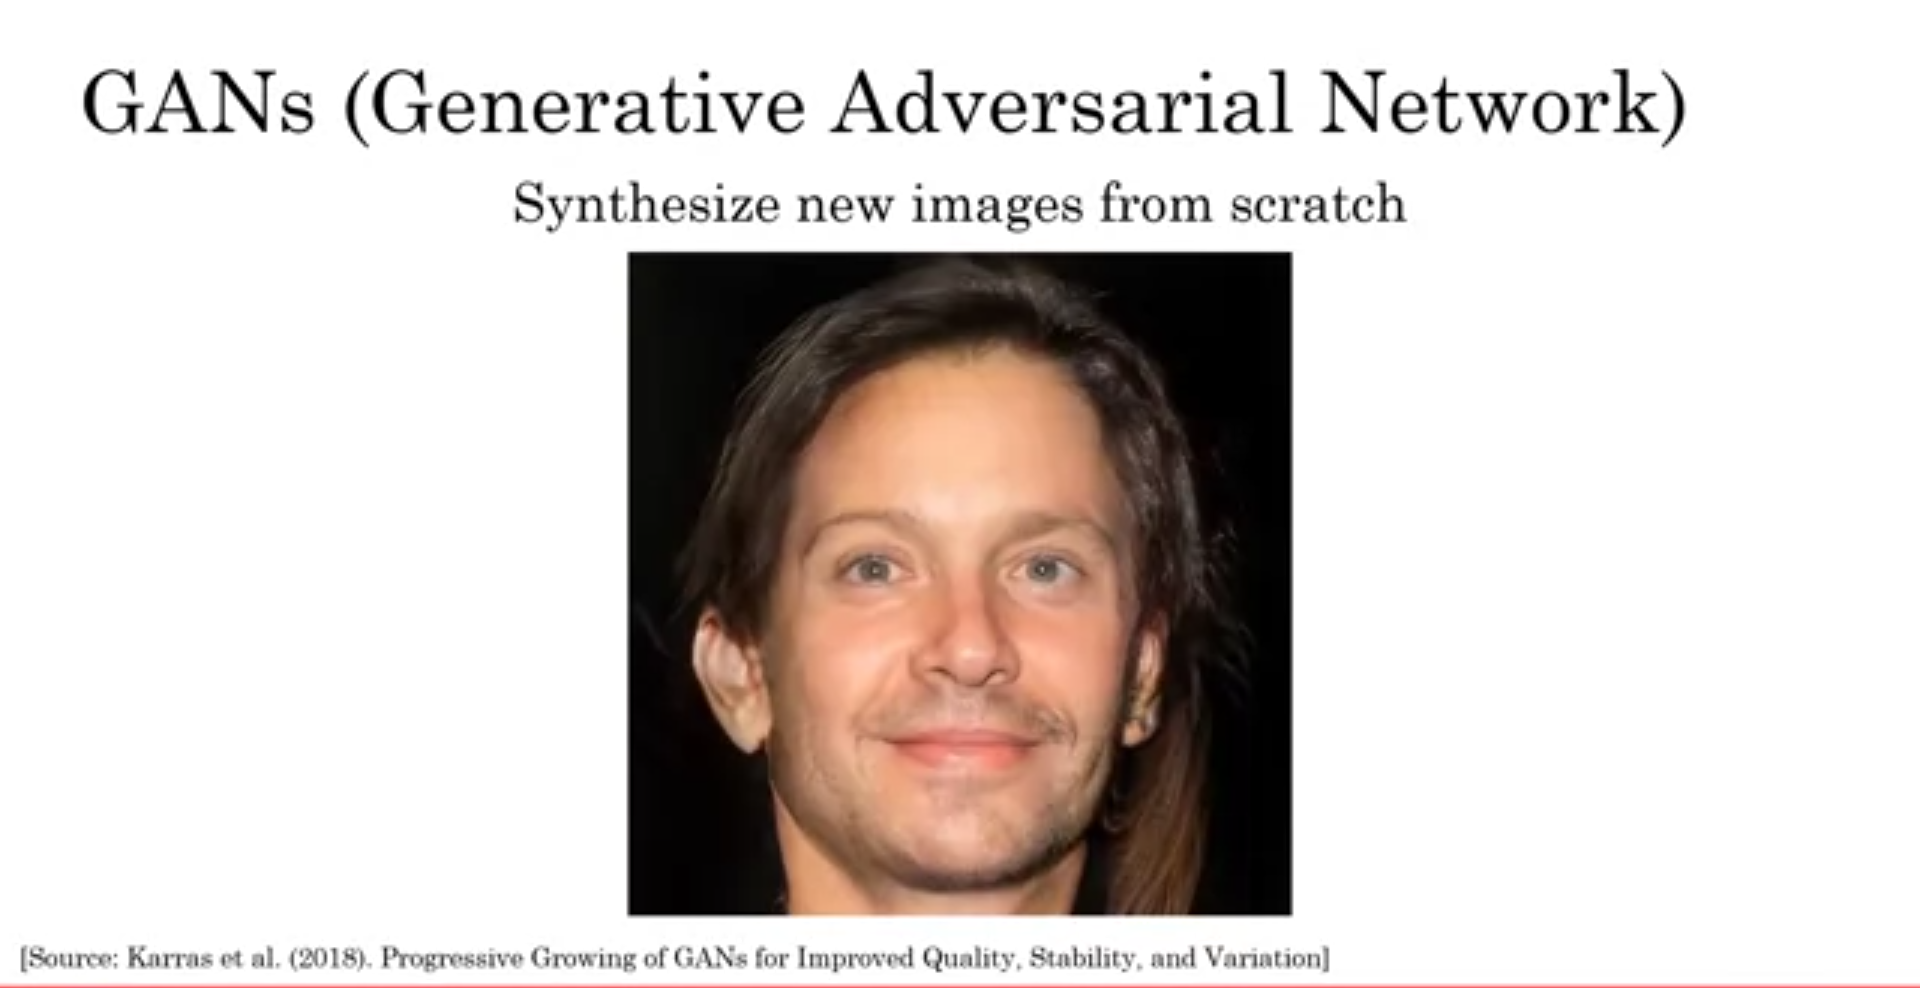 GANs (Generative Adversarial Network)
Synthesize new images from scratch
[Source: Karras et al. (2018). Progressive Growing of GANs for Improved Quality, Stability, and Variation]